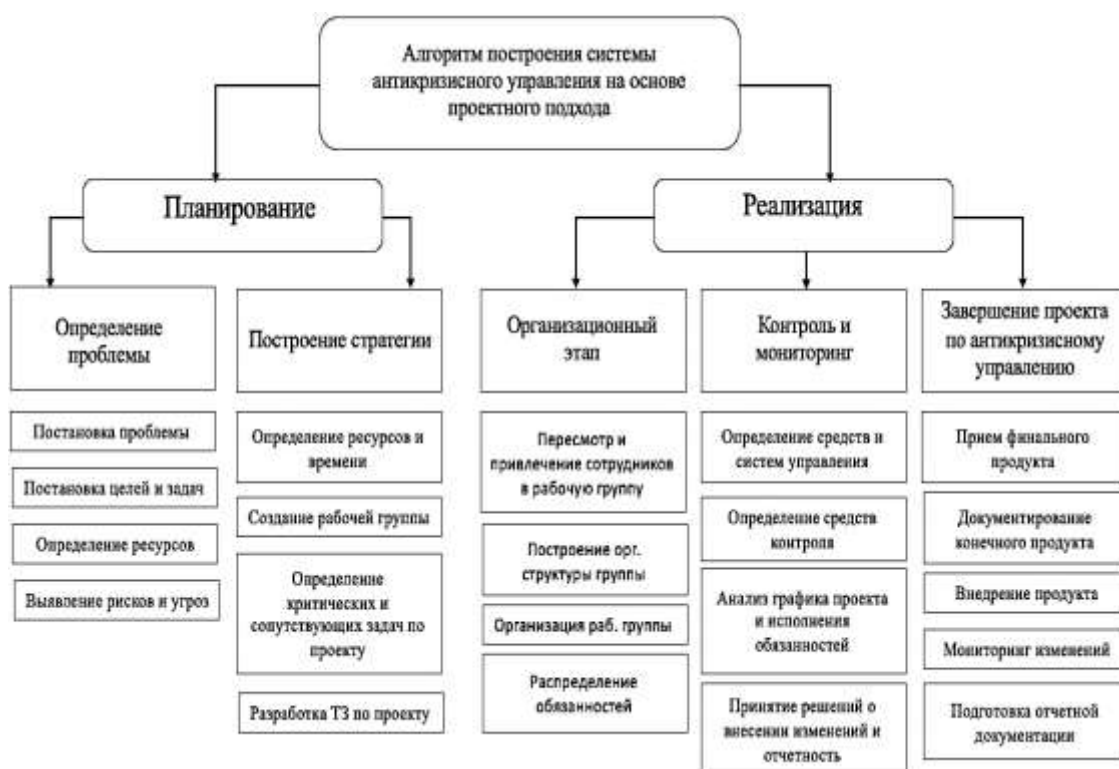 Алгоритм построения системы
антикризисного управления на основе
проектного подхода
Планирование
Реализация
Определение
проблемы
Построение стратегии
Организационный
этап
Контроль и
мониторинг
Завершение проекта
по антикризисному
управлению
Постановка проблемы
Постановка целей и задач
Определение ресурсов
Выявление рисков и угроз
Определение ресурсов и
времени
Создание рабочей группы
Определение
критических и
сопутствующих задач по
проекту
Разработка ТЗ по проекту
Пересмотр и
привлечение сотрудников
в рабочую группу
Построение орг.
структуры группы
Организация раб. группы
Распределение
обязанностей
Определение средств и
систем управления
Определение средств
контроля
Анализ графика проекта
и исполнения
обязанностей
Принятие решений о
внесении изменений и
отчетность
Прием финального
продукта
Документирование
конечного продукта
Внедрение продукта
Мониторинг изменений
Подготовка отчетной
документации